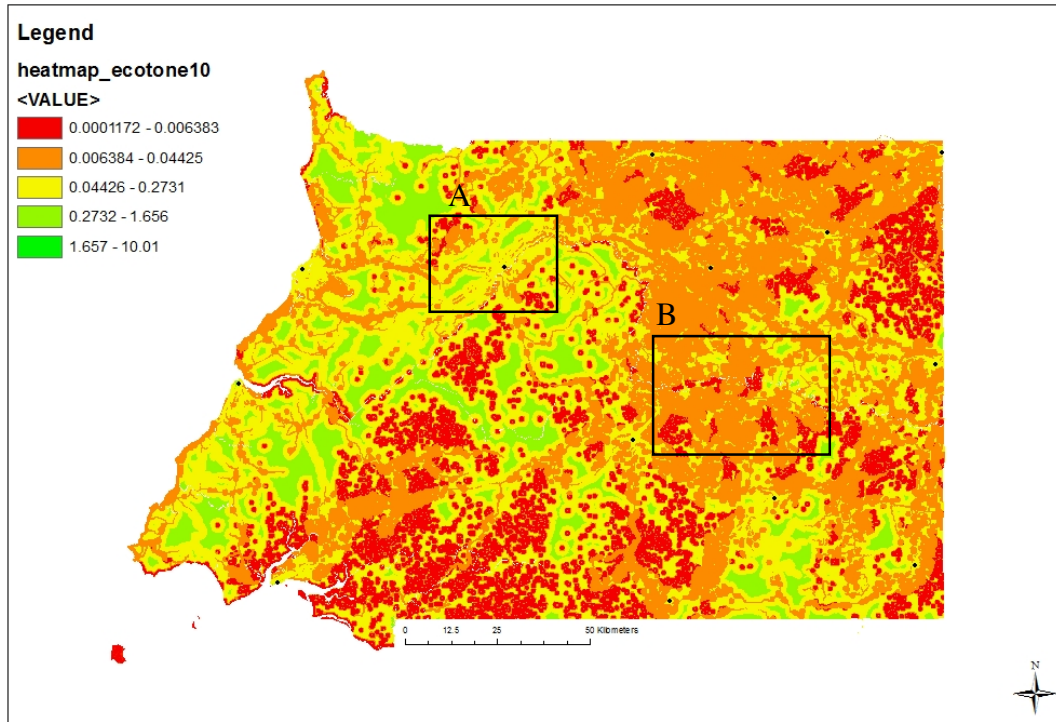 Legend
heatmap_ecotone10
<VALUE>
0.0001172 - 0.006383
0.006384 - 0.04425
0.04426 - 0.2731
0.2732 - 1.656
1.657 - 10.01
A
B
0 12.5 25 50 Kilometers
N